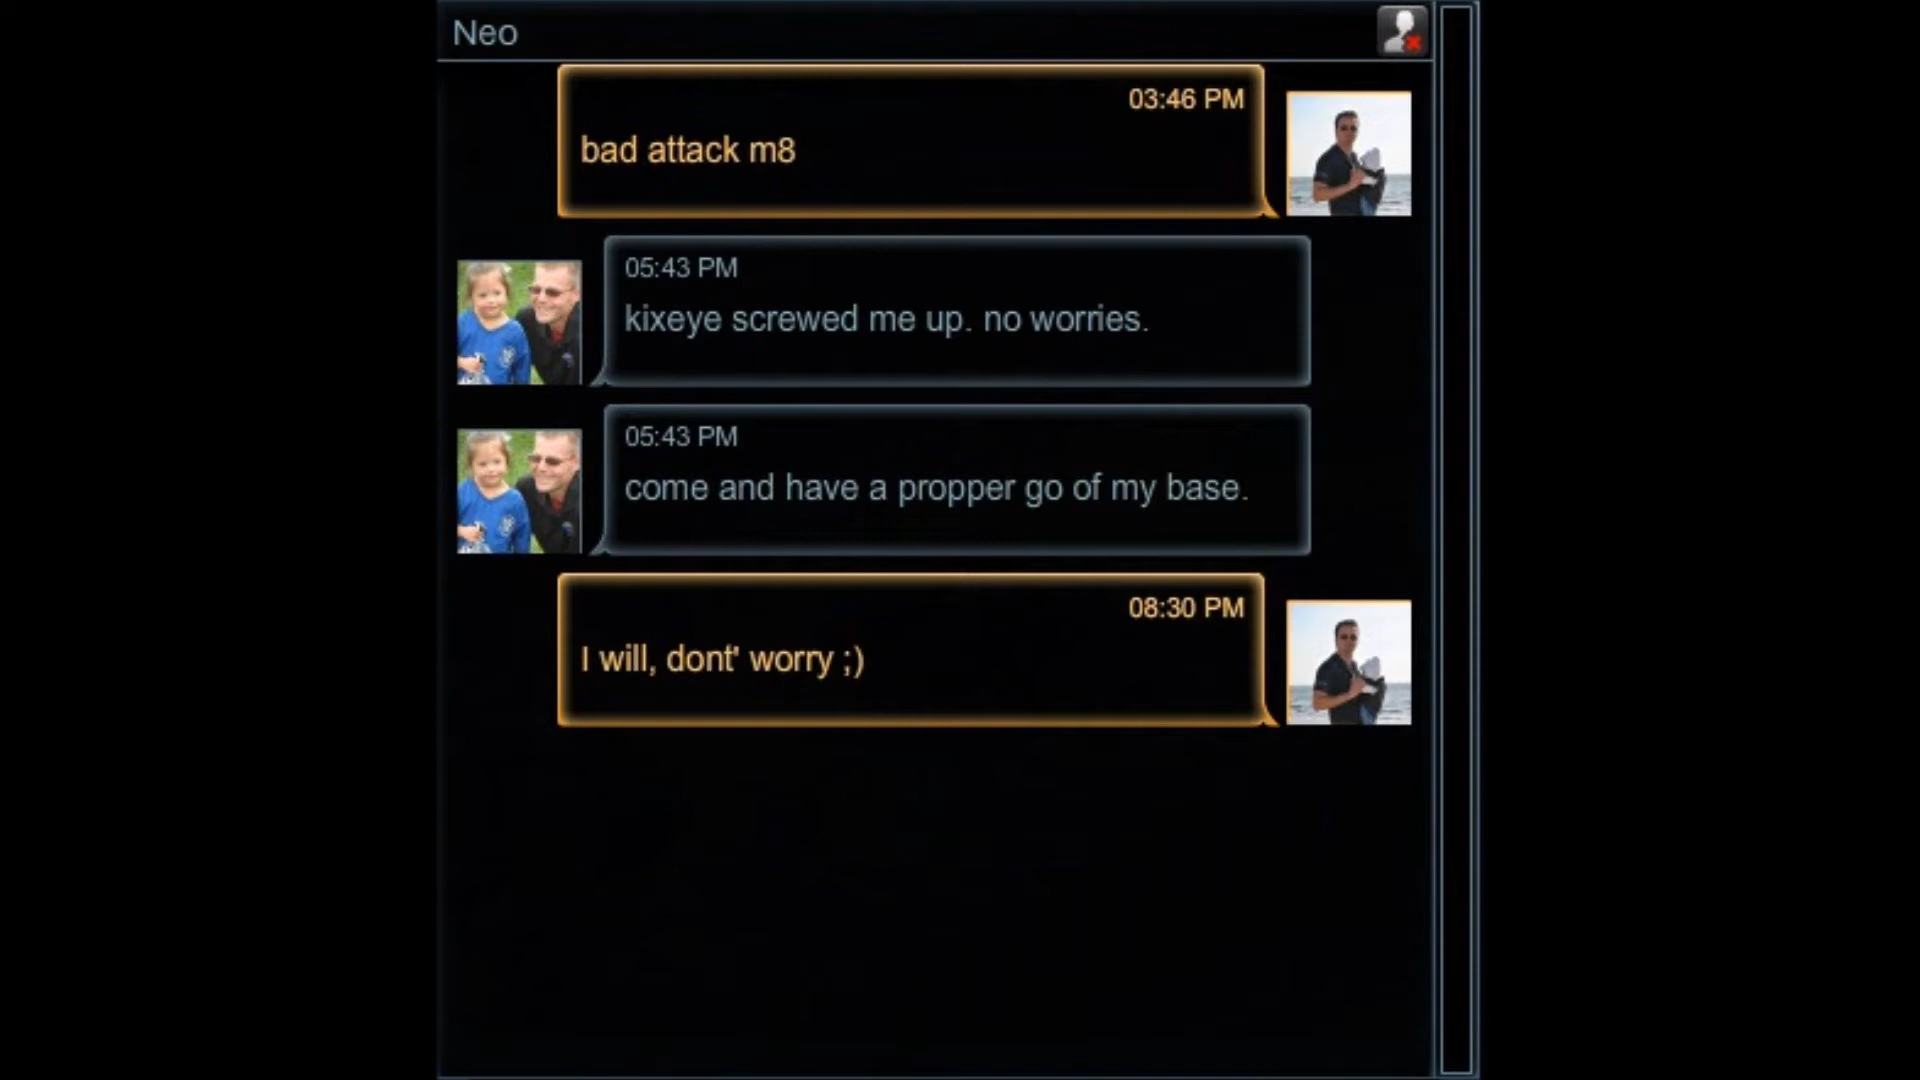 Neo
03:46 PM
bad attack m8
05:43 PM
kixeye screwed me up. no worries.
05:43 PM
come and have a propper go of my base.
08:30 PM
I will, dont' worry ;)